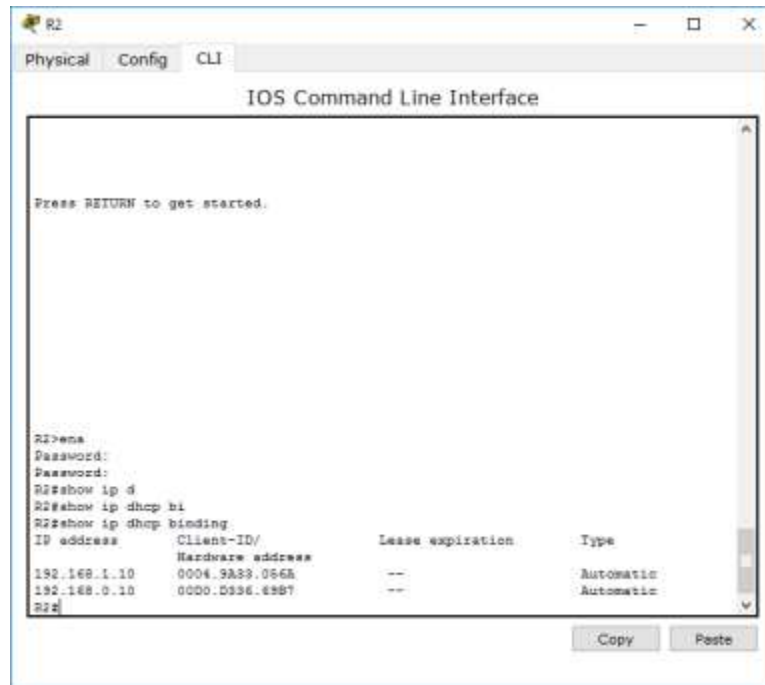 R2
Physical Config CLI
IOS Command Line Interface
Press RETURN to get started.
R2>ena
Password:
Password:
R2#show ip d
R2#show ip dhcp bi
R2#show ip dhcp binding
IP address Client-ID/ Lease expiration Type
Hardware address
192.168.1.10 0004.9A33.066A -- Automatic
192.168.0.10 00D0.D336.69B7 -- Automatic
R2#
Copy Paste